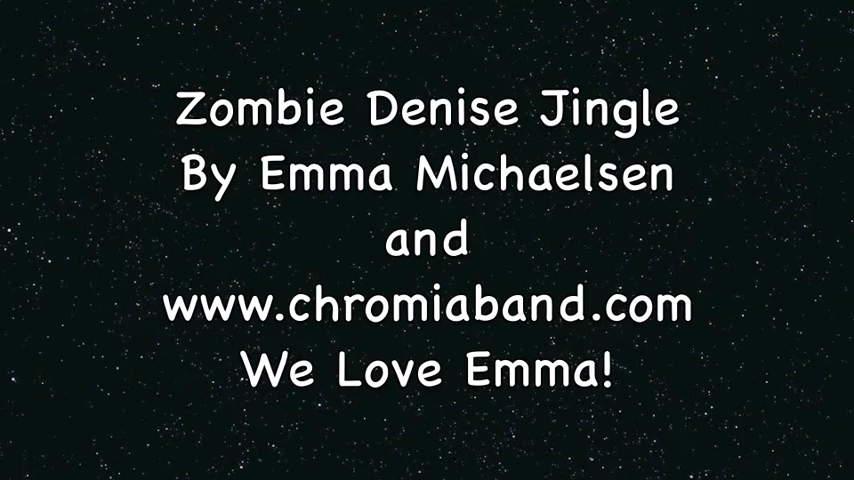 Zombie Denise Jingle
By Emma Michaelsen
and
www.chromiaband.com
We Love Emma!